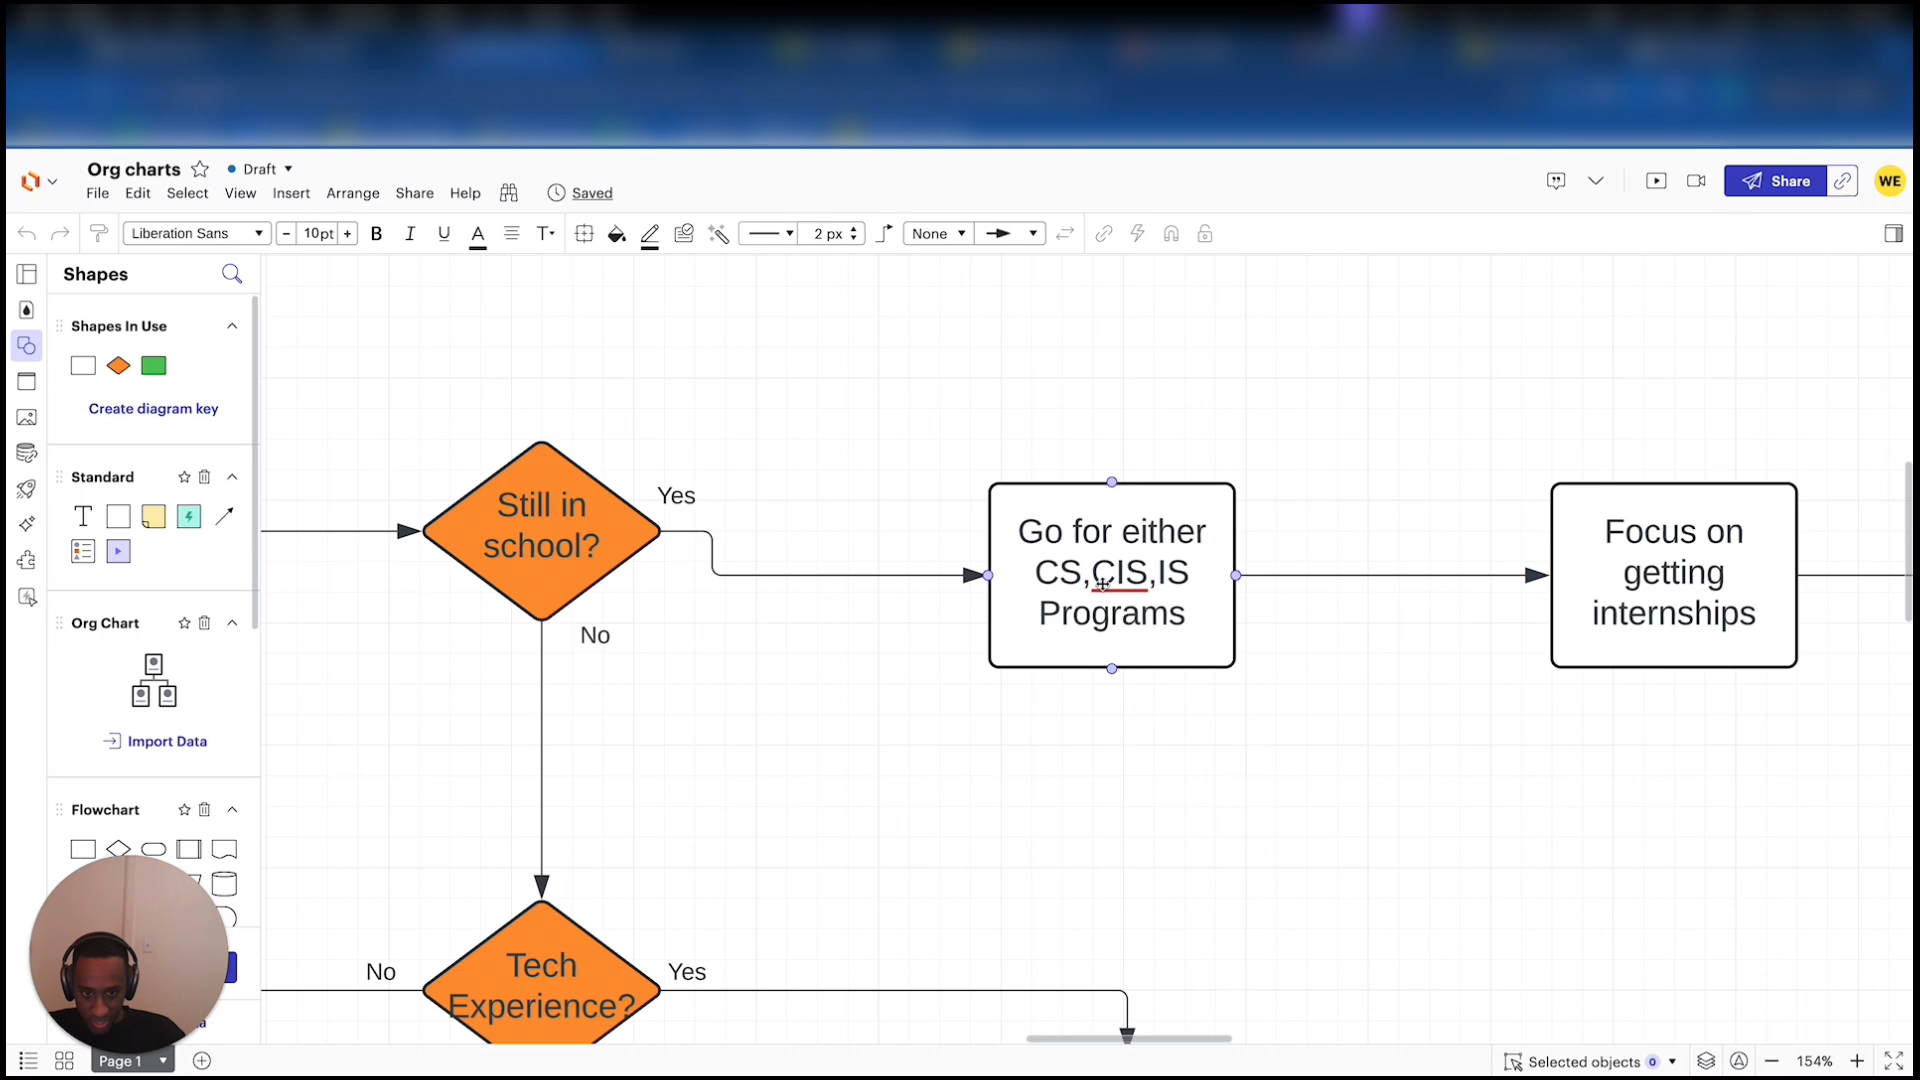 Org charts
Draft
File Edit Select View Insert Arrange Share Help
Saved
Share
WE
Liberation Sans
- 10pt +
B I U A T
2 px
None
Shapes
Shapes In Use
Create diagram key
Standard
T
Org Chart
Import Data
Flowchart
Still in
school?
Yes
No
Go for either
CS,CIS,IS
Programs
Focus on
getting
internships
Tech
Experience?
No
Yes
Page 1
Selected objects 0
154%